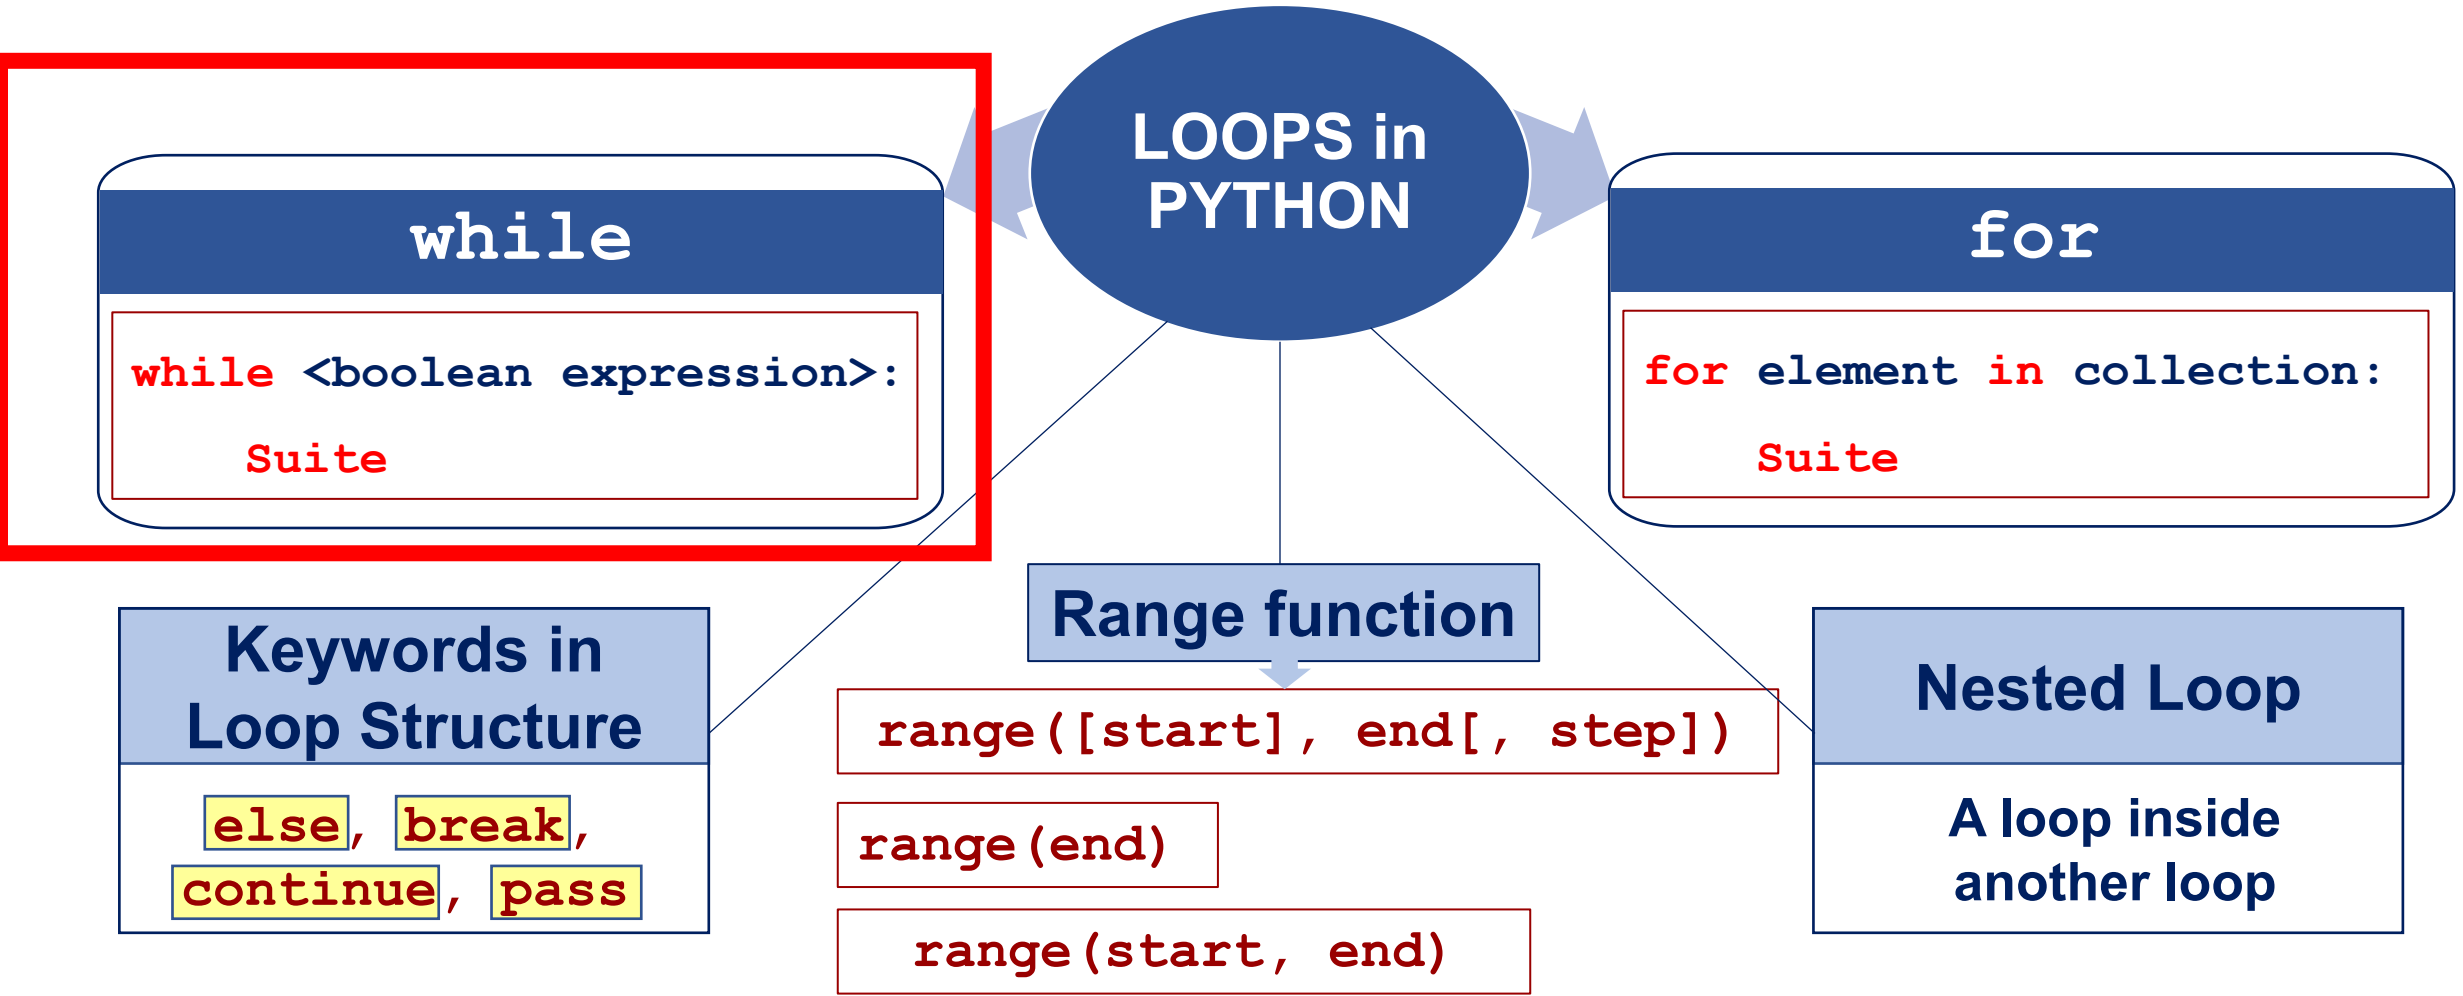 LOOPS in
PYTHON
while
while <boolean expression>:
Suite
for
for element in collection:
Suite
Keywords in
Loop Structure
else, break,
continue, pass
Range function
range([start], end[, step])
range(end)
range(start, end)
Nested Loop
A loop inside
another loop